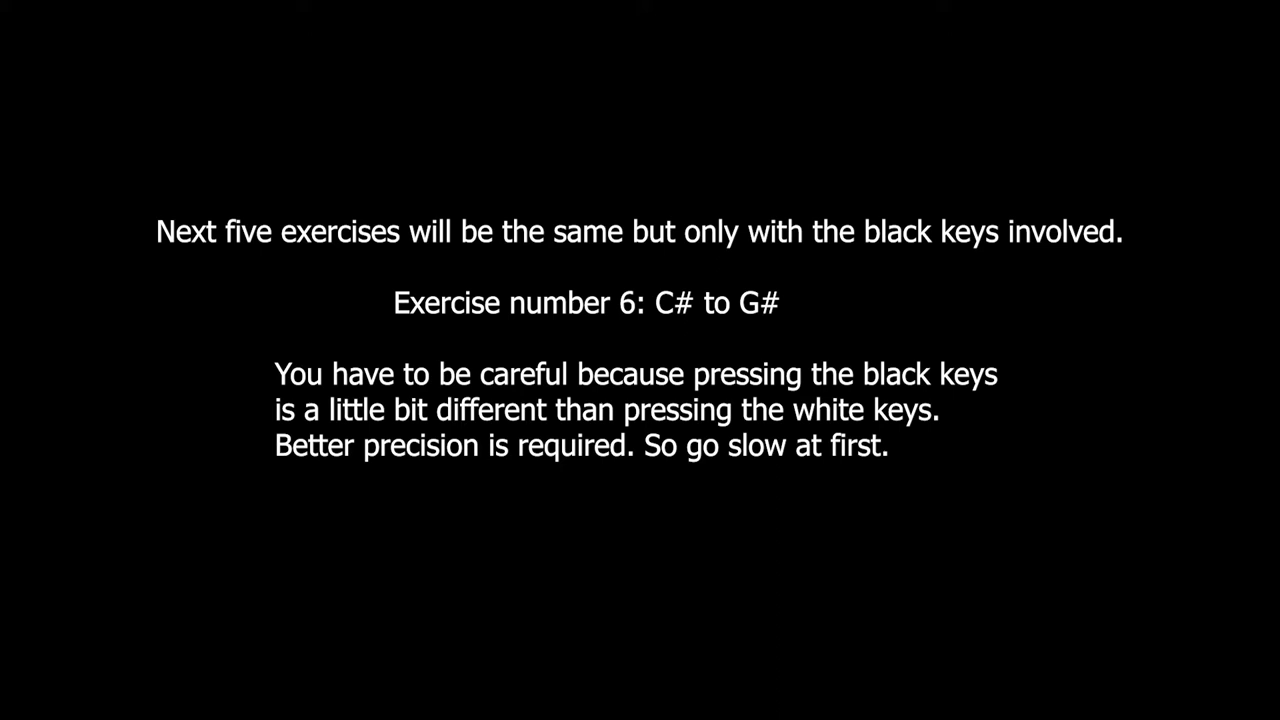 Next five exercises will be the same but only with the black keys involved.
Exercise number 6: C# to G#
You have to be careful because pressing the black keys
is a little bit different than pressing the white keys.
Better precision is required. So go slow at first.